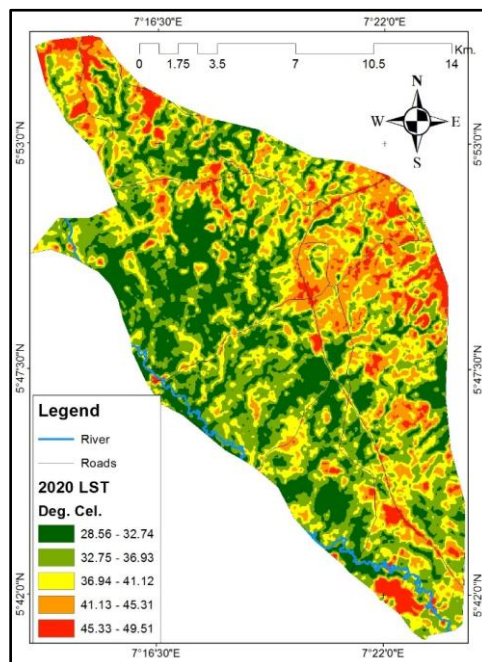 7°16'30"E 7°22'0"E
Km.
0 1.75 3.5 7 10.5 14
N
W E
S
5°53'0"N 5°53'0"N
5°47'30"N 5°47'30"N
Legend
River
Roads
2020 LST
Deg. Cel.
28.56 - 32.74
32.75 - 36.93
36.94 - 41.12
41.13 - 45.31
45.33 - 49.51
5°42'0"N 5°42'0"N
7°16'30"E 7°22'0"E